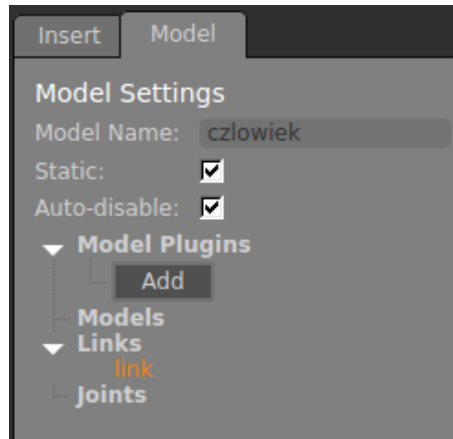 Insert Model
Model Settings
Model Name: czlowiek
Static:
Auto-disable:
Model Plugins
Add
Models
Links
link
Joints